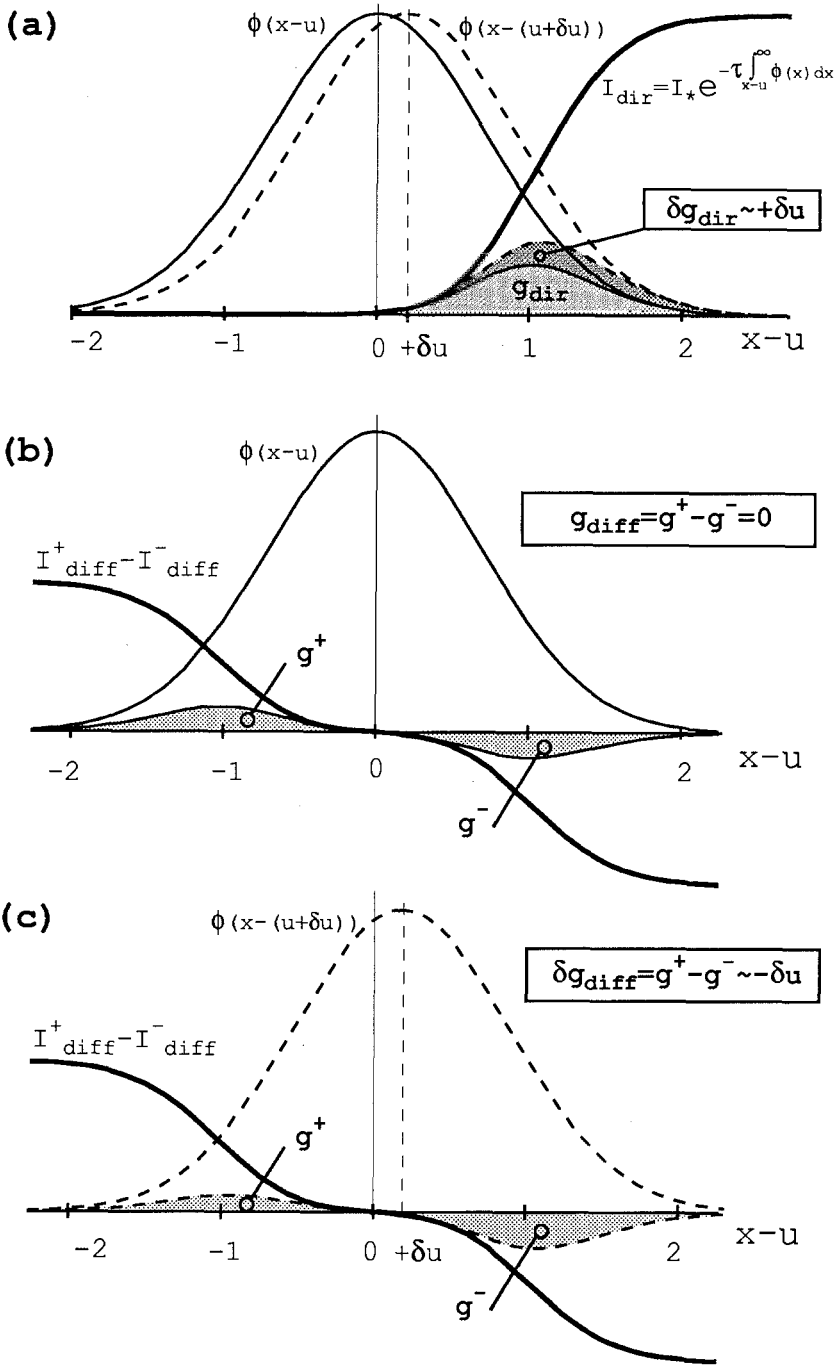 (a)
ϕ(x-u)
ϕ(x-(u+δu))
I_dir=I_*e^{-τ∫_{x-u}^{∞}ϕ(x)dx}
δg_dir~+δu
g_dir
-2 -1 0 +δu 1 2 x-u
(b)
ϕ(x-u)
g_diff=g⁺-g⁻=0
I⁺_diff-I⁻_diff
g⁺
-2 -1 0 2 x-u
g⁻
(c)
ϕ(x-(u+δu))
δg_diff=g⁺-g⁻~-δu
I⁺_diff-I⁻_diff
g⁺
-2 -1 0 +δu 2 x-u
g⁻